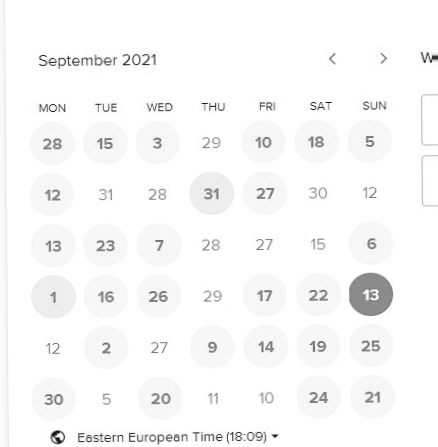 September 2021
MON TUE WED THU FRI SAT SUN
28 15 3 29 10 18 5
12 31 28 31 27 30 12
13 23 7 28 27 15 6
1 16 26 29 17 22 13
12 2 27 9 14 19 25
30 5 20 11 10 24 21
Eastern European Time (18:09)